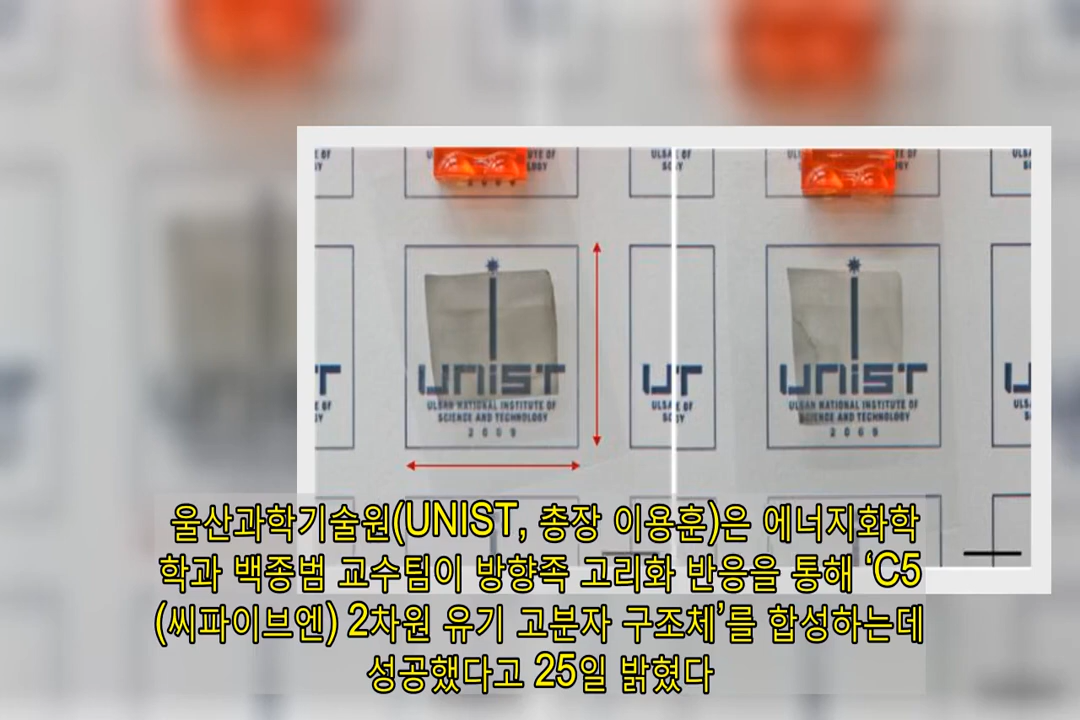 UNIST
ULSAN NATIONAL INSTITUTE OF
SCIENCE AND TECHNOLOGY
2009
UNIST
ULSAN NATIONAL INSTITUTE OF
SCIENCE AND TECHNOLOGY
2009
울산과학기술원(UNIST, 총장 이용훈)은 에너지화학
학과 백종범 교수팀이 방향족 고리화 반응을 통해 ‘C5
(씨파이브엔) 2차원 유기 고분자 구조체’를 합성하는데
성공했다고 25일 밝혔다